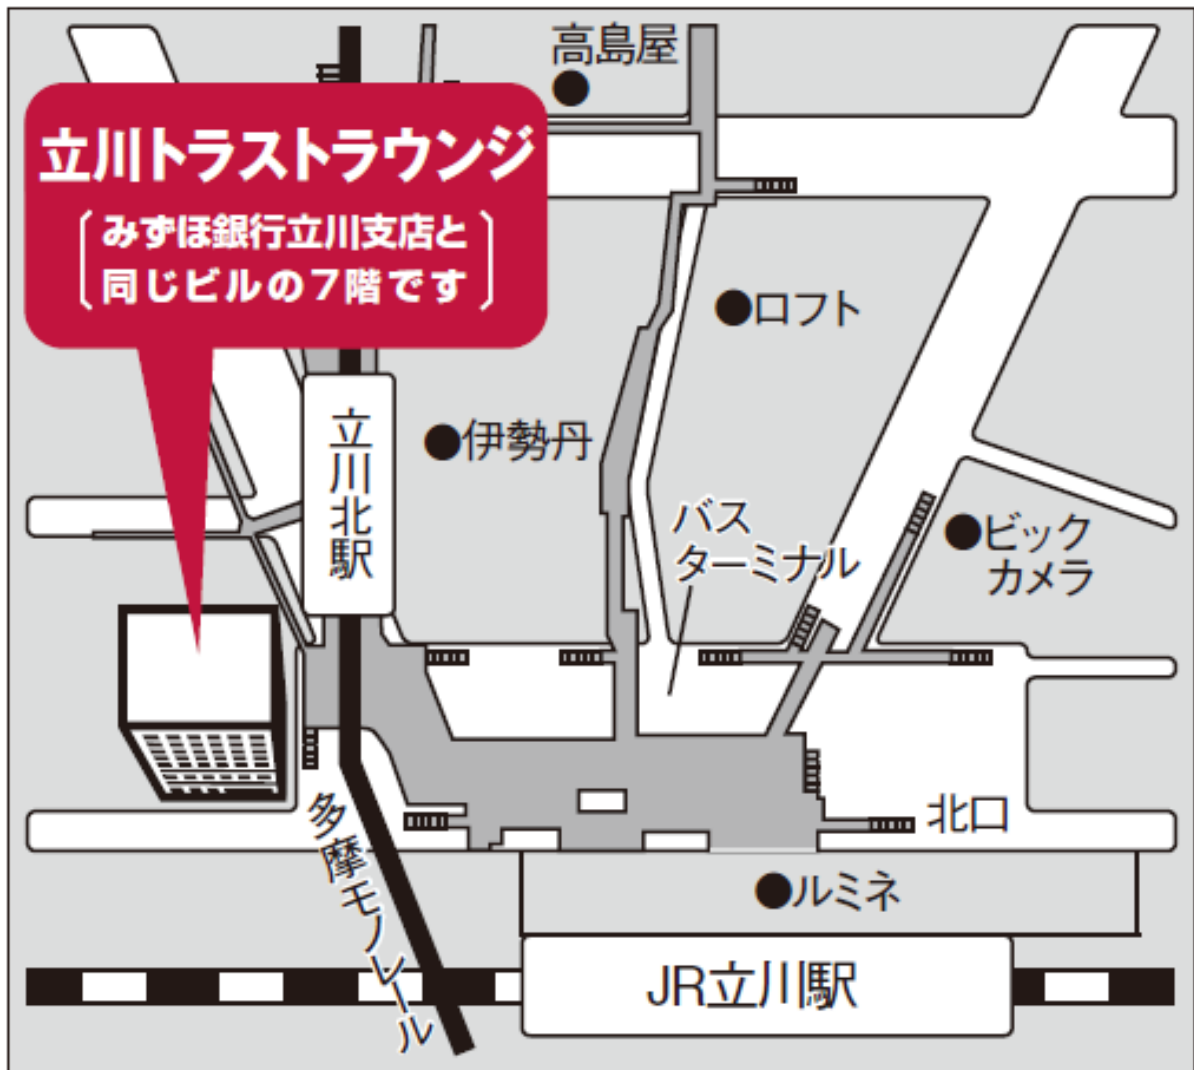 高島屋
立川トラストラウンジ
みずほ銀行立川支店と
同じビルの7階です
ロフト
立川北駅
伊勢丹
バス
ターミナル
ビック
カメラ
多摩モノレール
北口
ルミネ
JR立川駅